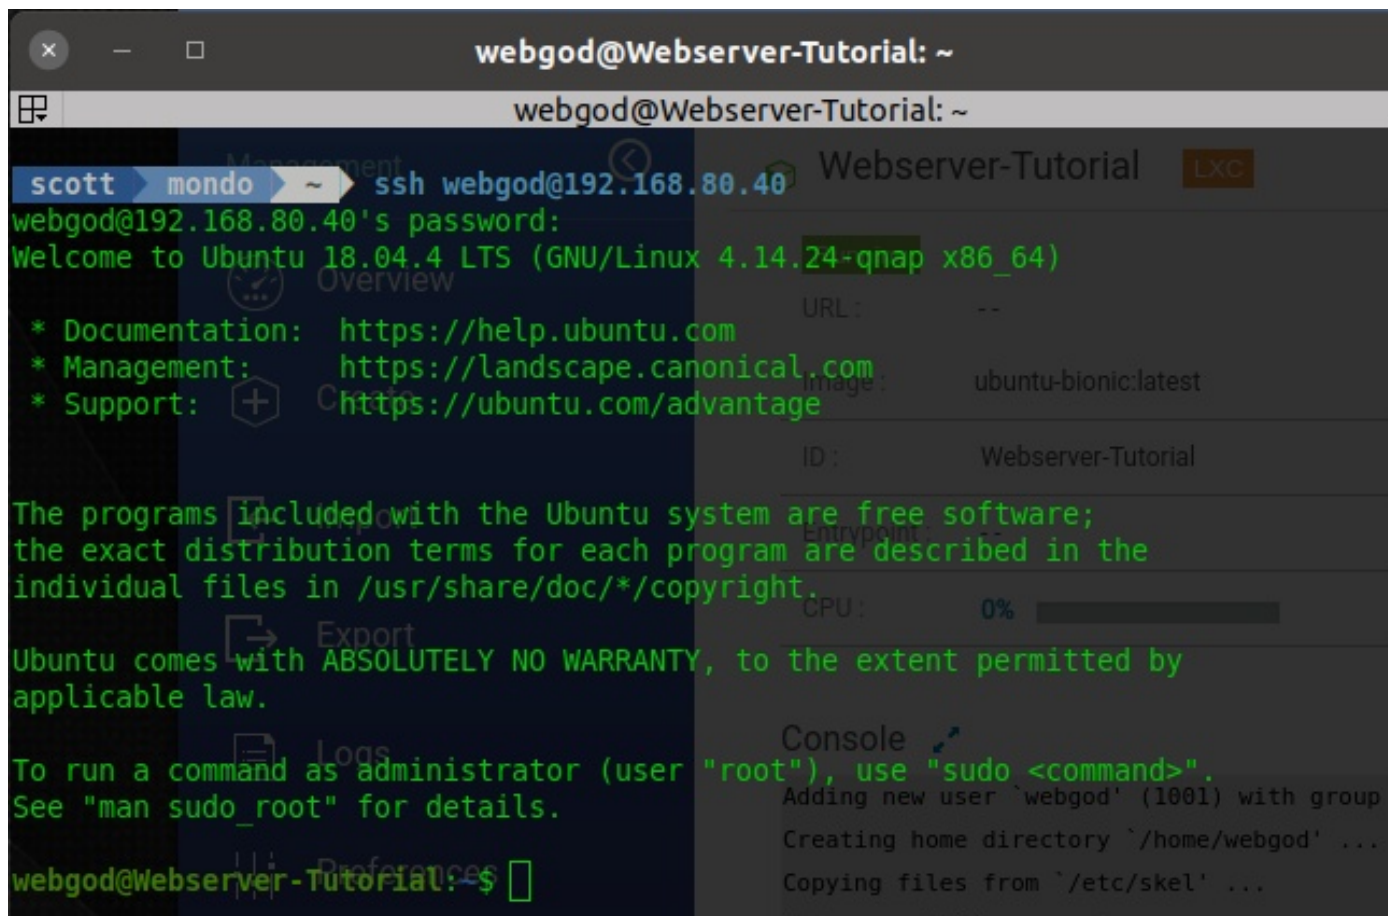 webgod@Webserver-Tutorial: ~
webgod@Webserver-Tutorial: ~
Management
Webserver-Tutorial LXC
scott mondo ~ ssh webgod@192.168.80.40
webgod@192.168.80.40's password:
Welcome to Ubuntu 18.04.4 LTS (GNU/Linux 4.14.24-qnap x86_64)
Overview
URL : --
* Documentation: https://help.ubuntu.com
* Management: https://landscape.canonical.com
Image : ubuntu-bionic:latest
* Support: https://ubuntu.com/advantage
Create
ID : Webserver-Tutorial
The programs included with the Ubuntu system are free software;
Import
Entrypoint : --
the exact distribution terms for each program are described in the
individual files in /usr/share/doc/*/copyright.
CPU : 0%
Export
Ubuntu comes with ABSOLUTELY NO WARRANTY, to the extent permitted by
applicable law.
Console
Logs
To run a command as administrator (user "root"), use "sudo <command>".
Adding new user `webgod' (1001) with group
See "man sudo_root" for details.
Creating home directory `/home/webgod' ...
Preferences
webgod@Webserver-Tutorial:~$
Copying files from `/etc/skel' ...